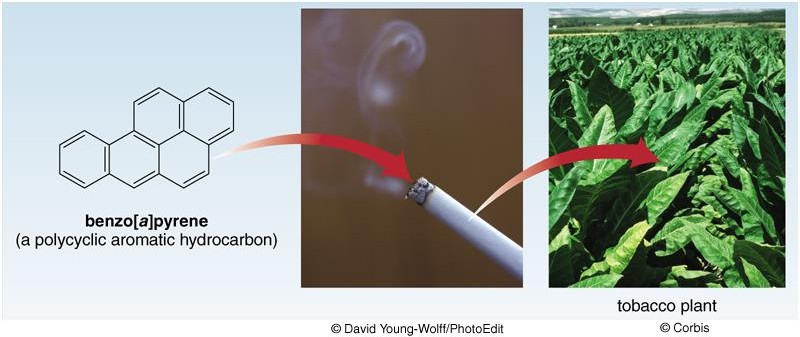 benzo[a]pyrene
(a polycyclic aromatic hydrocarbon)
tobacco plant
© David Young-Wolff/PhotoEdit
© Corbis